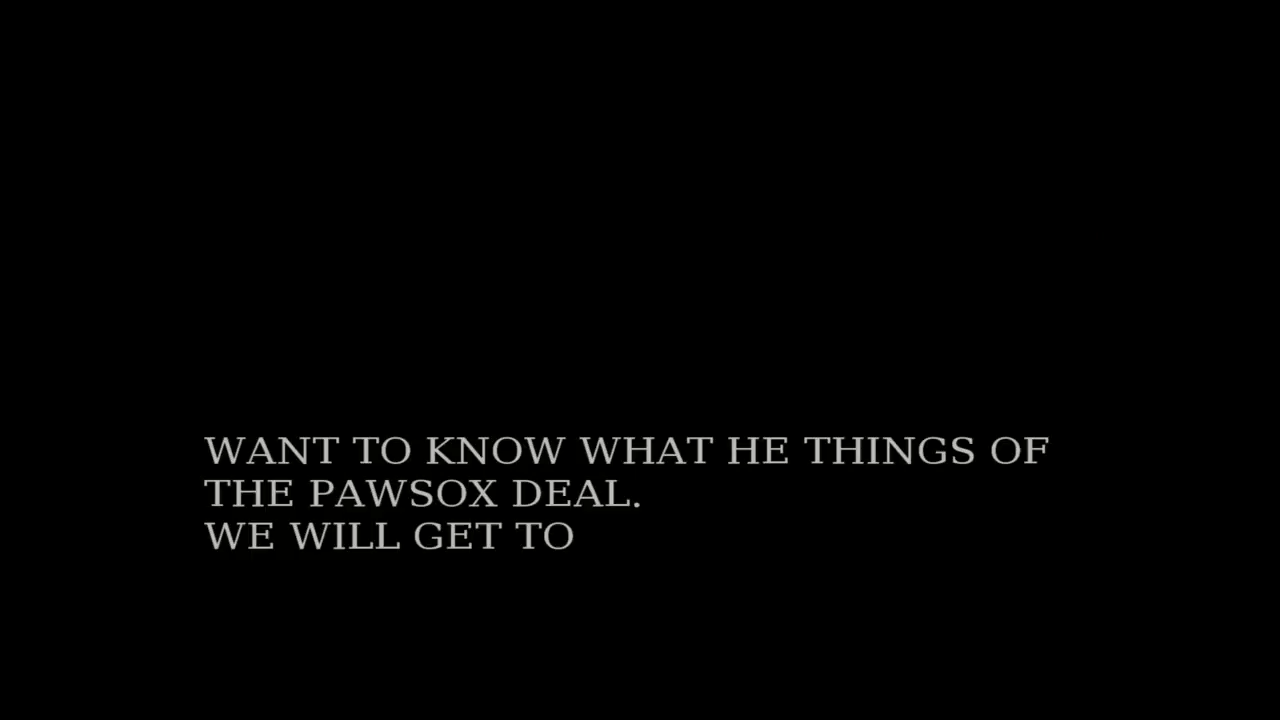 WANT TO KNOW WHAT HE THINGS OF
THE PAWSOX DEAL.
WE WILL GET TO